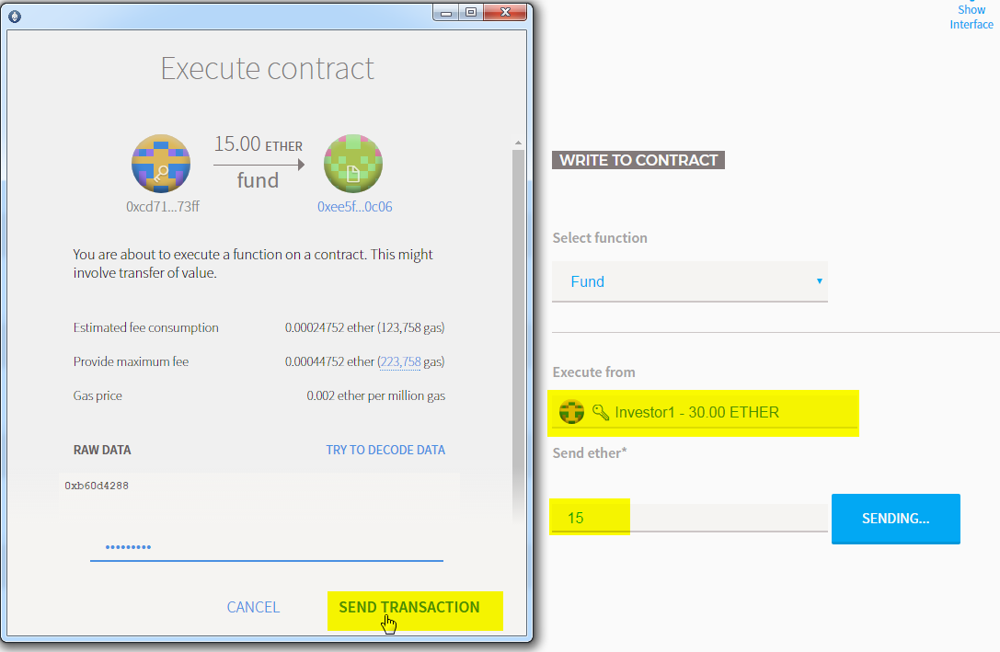 Execute contract
15.00 ETHER
fund
0xcd71...73ff
0xee5f...0c06
You are about to execute a function on a contract. This might
involve transfer of value.
Estimated fee consumption 0.00024752 ether (123,758 gas)
Provide maximum fee 0.00044752 ether (223,758 gas)
Gas price 0.002 ether per million gas
RAW DATA TRY TO DECODE DATA
0xb60d4288
•••••••••
CANCEL SEND TRANSACTION
Show
Interface
WRITE TO CONTRACT
Select function
Fund
Execute from
Investor1 - 30.00 ETHER
Send ether*
15
SENDING...